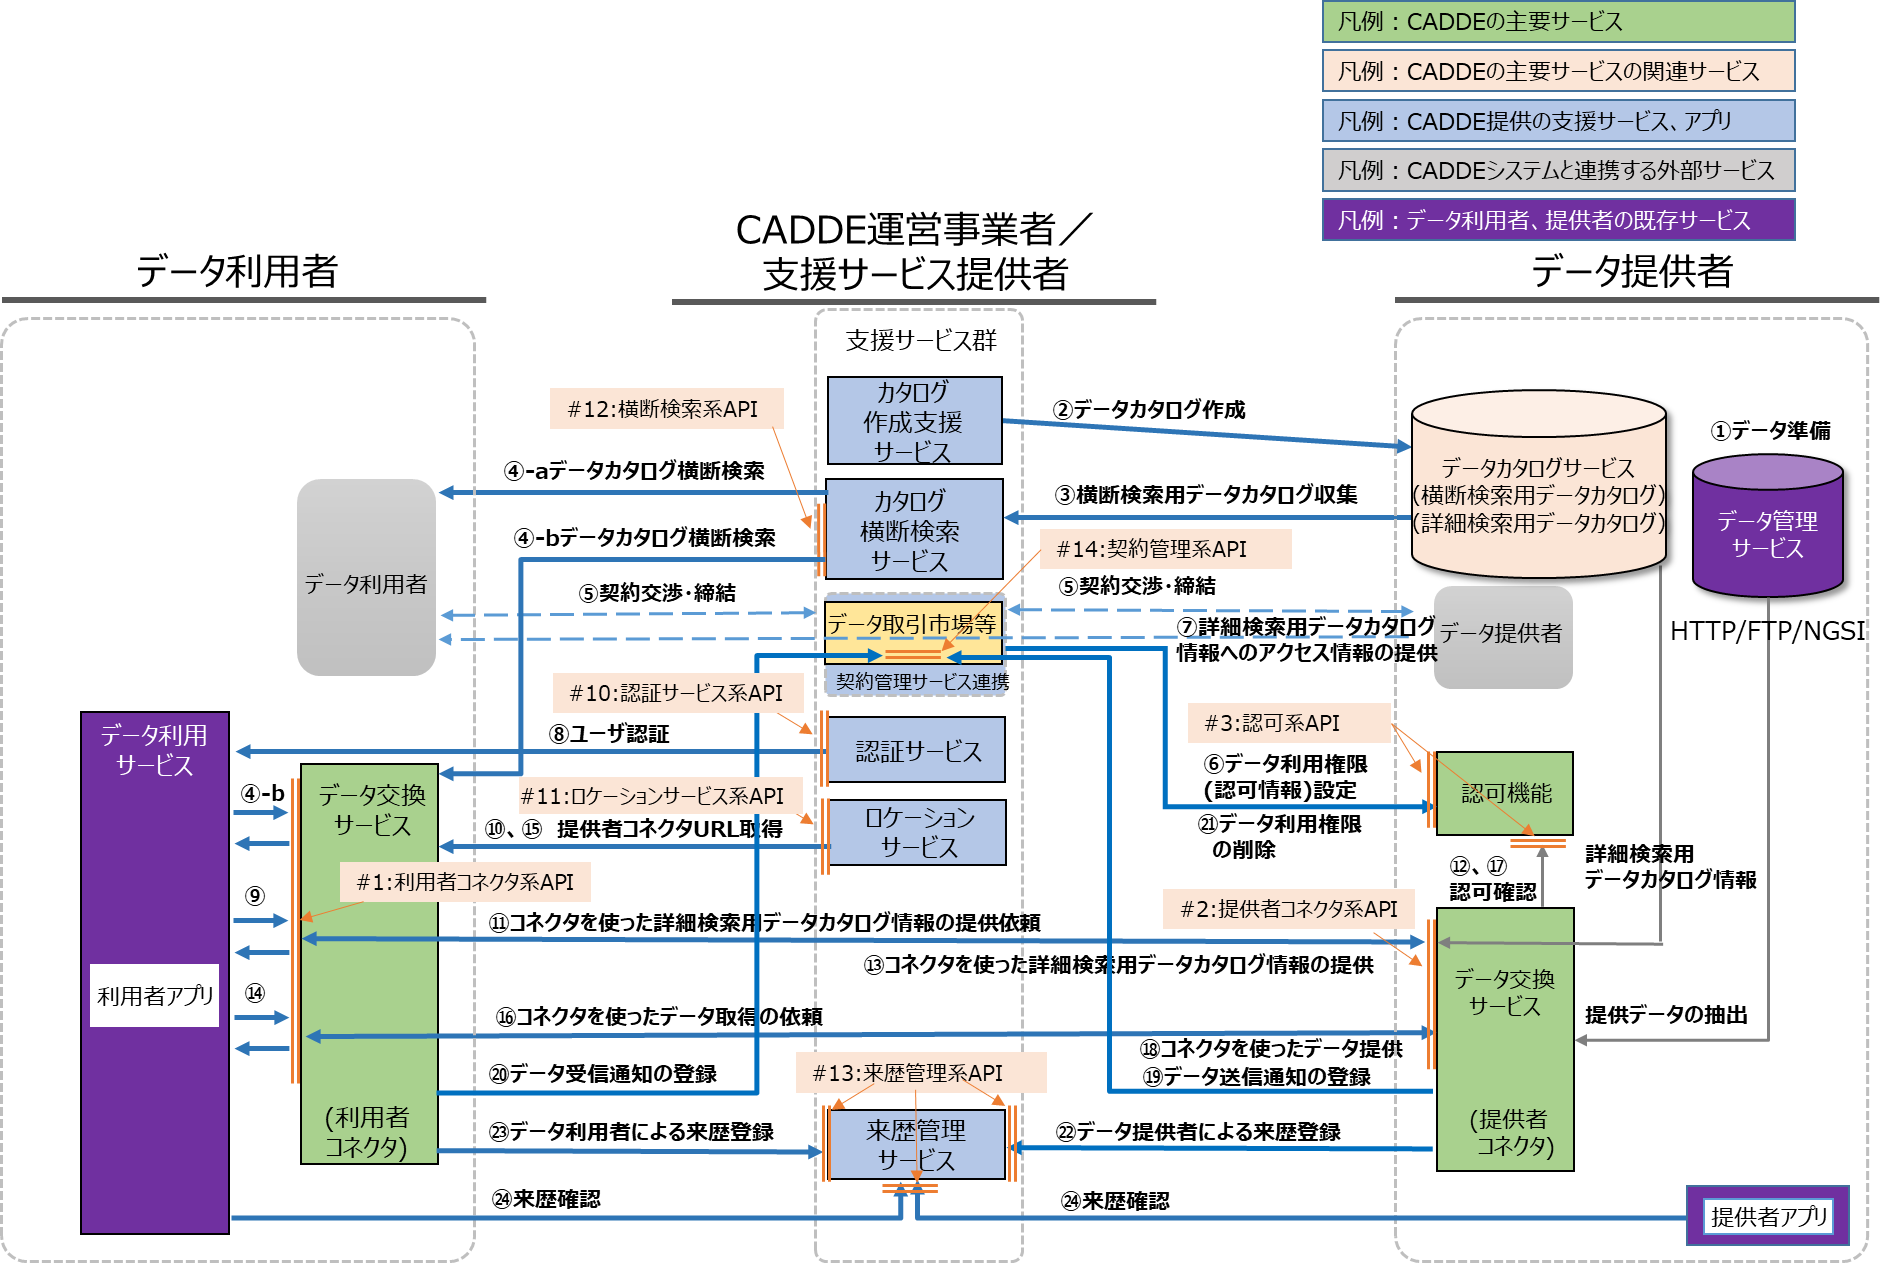 凡例：CADDEの主要サービス
凡例：CADDEの主要サービスの関連サービス
凡例：CADDE提供の支援サービス、アプリ
凡例：CADDEシステムと連携する外部サービス
凡例：データ利用者、提供者の既存サービス
データ利用者
CADDE運営事業者／
支援サービス提供者
データ提供者
支援サービス群
カタログ
作成支援
サービス
#12:横断検索系API
②データカタログ作成
①データ準備
④-aデータカタログ横断検索
カタログ
横断検索
サービス
③横断検索用データカタログ収集
データカタログサービス
(横断検索用データカタログ)
(詳細検索用データカタログ)
データ管理
サービス
④-bデータカタログ横断検索
#14:契約管理系API
データ利用者
⑤契約交渉・締結
⑤契約交渉・締結
データ取引市場等
⑦詳細検索用データカタログ
情報へのアクセス情報の提供
データ提供者
HTTP/FTP/NGSI
契約管理サービス連携
#10:認証サービス系API
データ利用
サービス
⑧ユーザ認証
認証サービス
#3:認可系API
⑥データ利用権限
(認可情報)設定
認可機能
④-b
データ交換
サービス
#11:ロケーションサービス系API
⑩、⑮ 提供者コネクタURL取得
ロケーション
サービス
㉑データ利用権限
の削除
⑫、⑰
認可確認
詳細検索用
データカタログ情報
#1:利用者コネクタ系API
⑨
#2:提供者コネクタ系API
⑪コネクタを使った詳細検索用データカタログ情報の提供依頼
⑬コネクタを使った詳細検索用データカタログ情報の提供
データ交換
サービス
利用者アプリ
⑭
⑯コネクタを使ったデータ取得の依頼
提供データの抽出
⑱コネクタを使ったデータ提供
⑳データ受信通知の登録
#13:来歴管理系API
⑲データ送信通知の登録
(利用者
コネクタ)
㉓データ利用者による来歴登録
来歴管理
サービス
㉒データ提供者による来歴登録
(提供者
コネクタ)
㉔来歴確認
㉔来歴確認
提供者アプリ